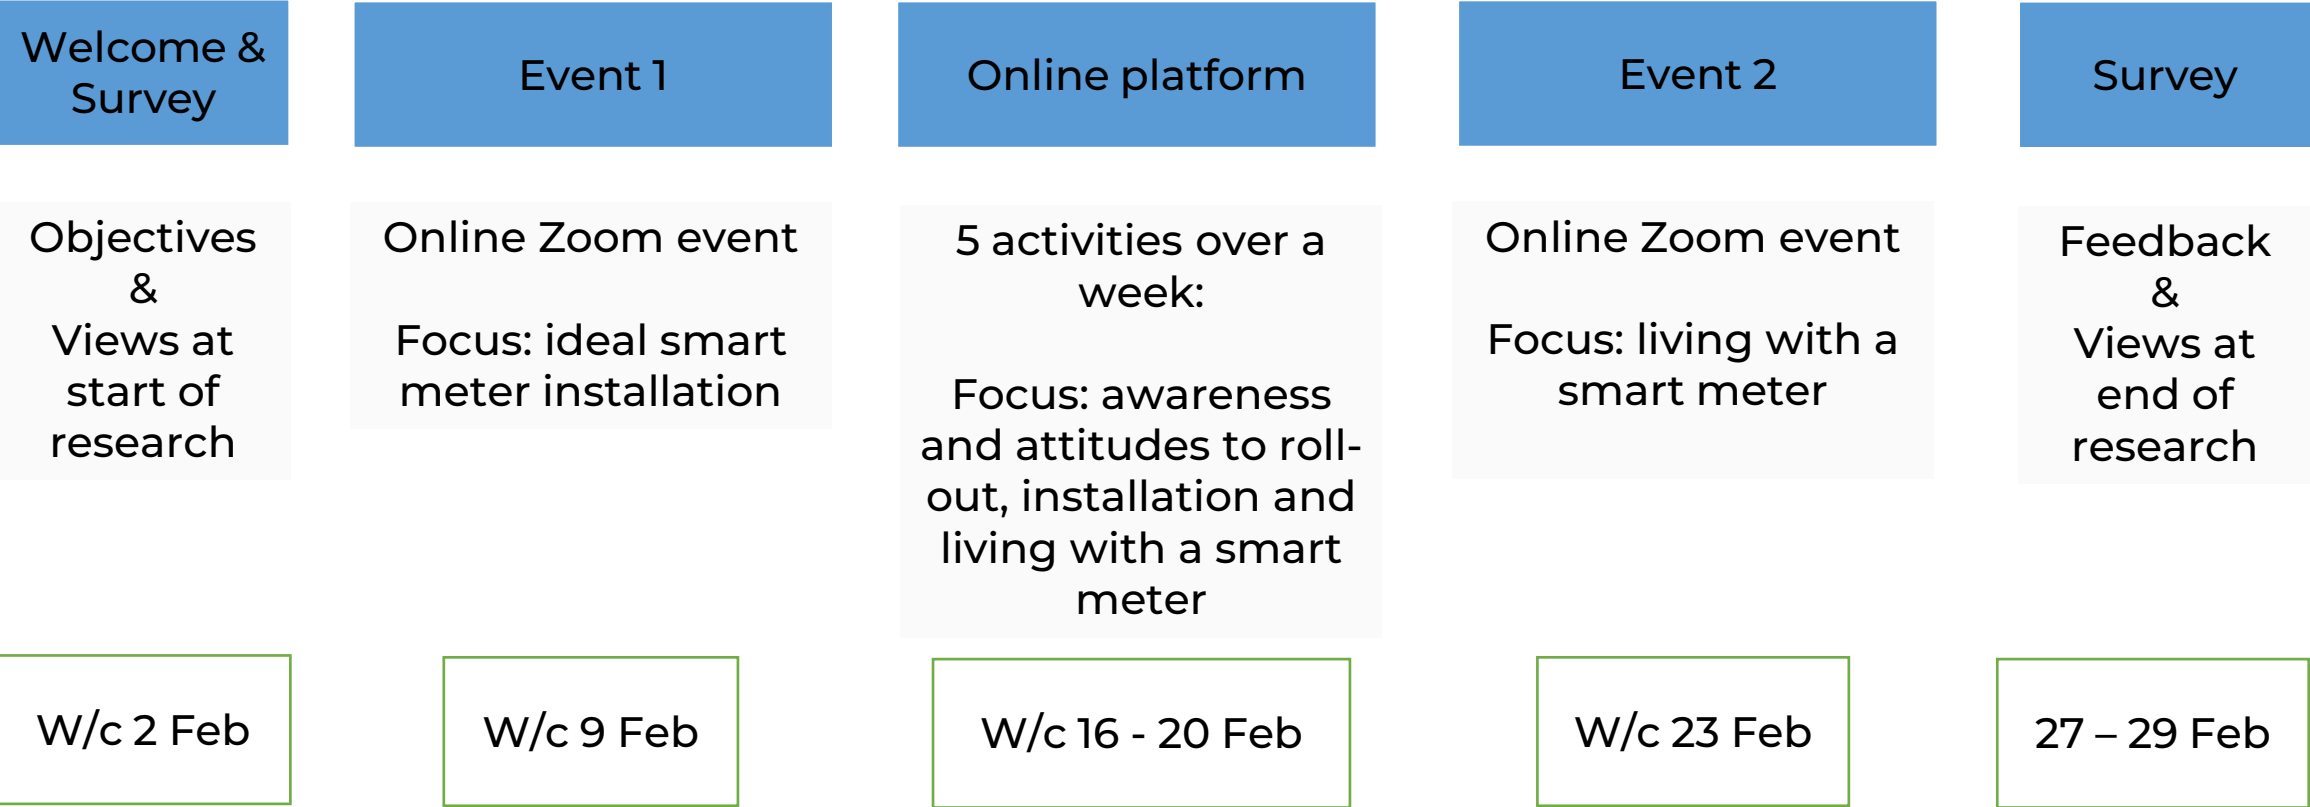 Welcome &
Survey
Event 1
Online platform
Event 2
Survey
Objectives
&
Views at
start of
research
Online Zoom event
Focus: ideal smart
meter installation
5 activities over a
week:
Focus: awareness
and attitudes to roll-
out, installation and
living with a smart
meter
Online Zoom event
Focus: living with a
smart meter
Feedback
&
Views at
end of
research
W/c 2 Feb
W/c 9 Feb
W/c 16 - 20 Feb
W/c 23 Feb
27 – 29 Feb